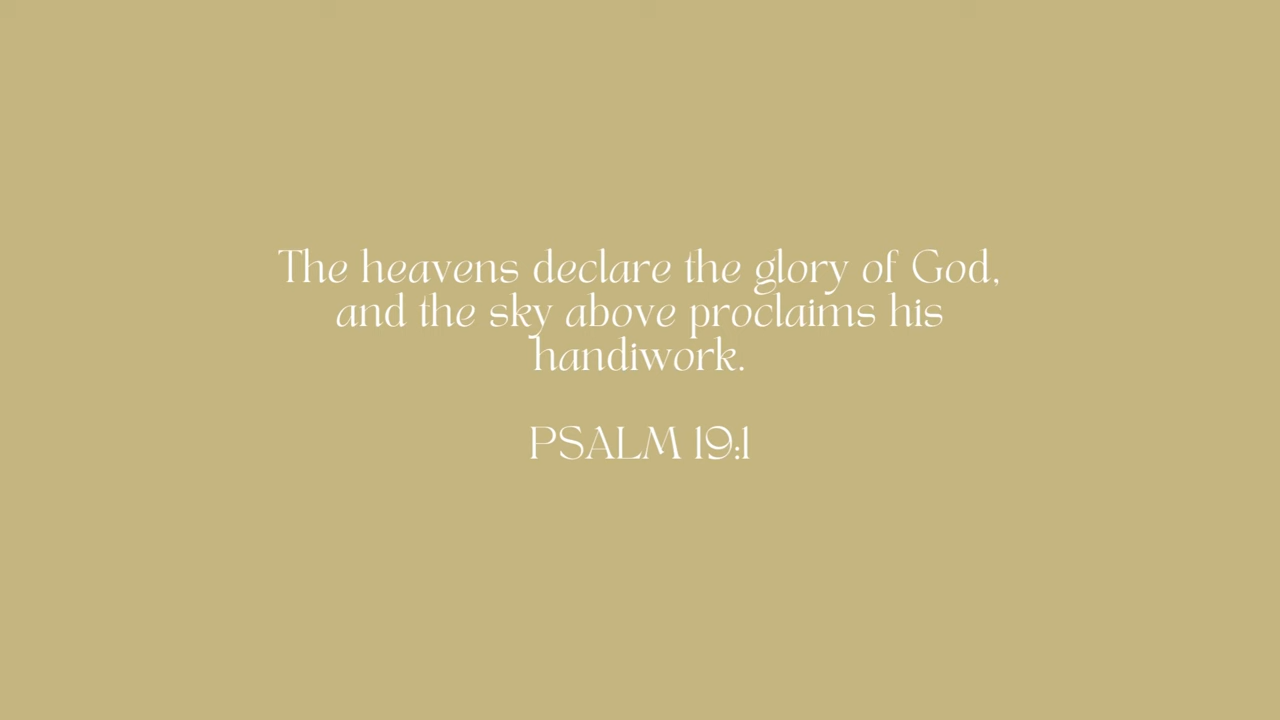 The heavens declare the glory of God,
and the sky above proclaims his
handiwork.
PSALM 19:1